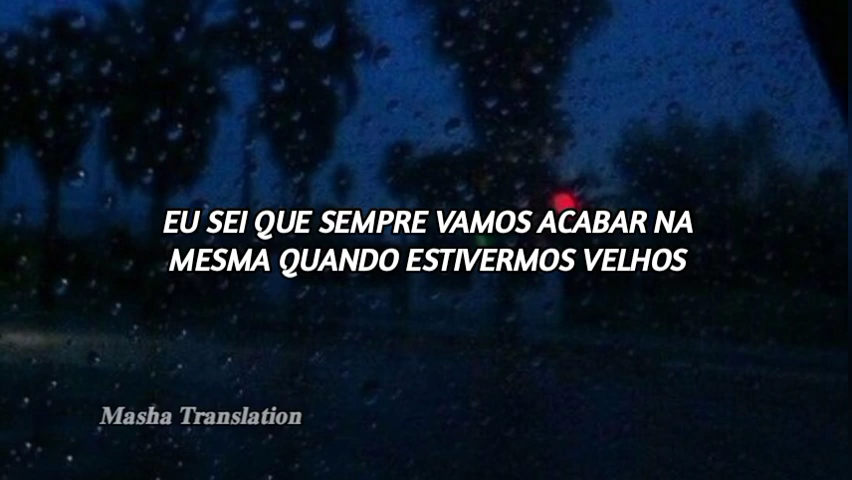 EU SEI QUE SEMPRE VAMOS ACABAR NA
MESMA QUANDO ESTIVERMOS VELHOS
Masha Translation